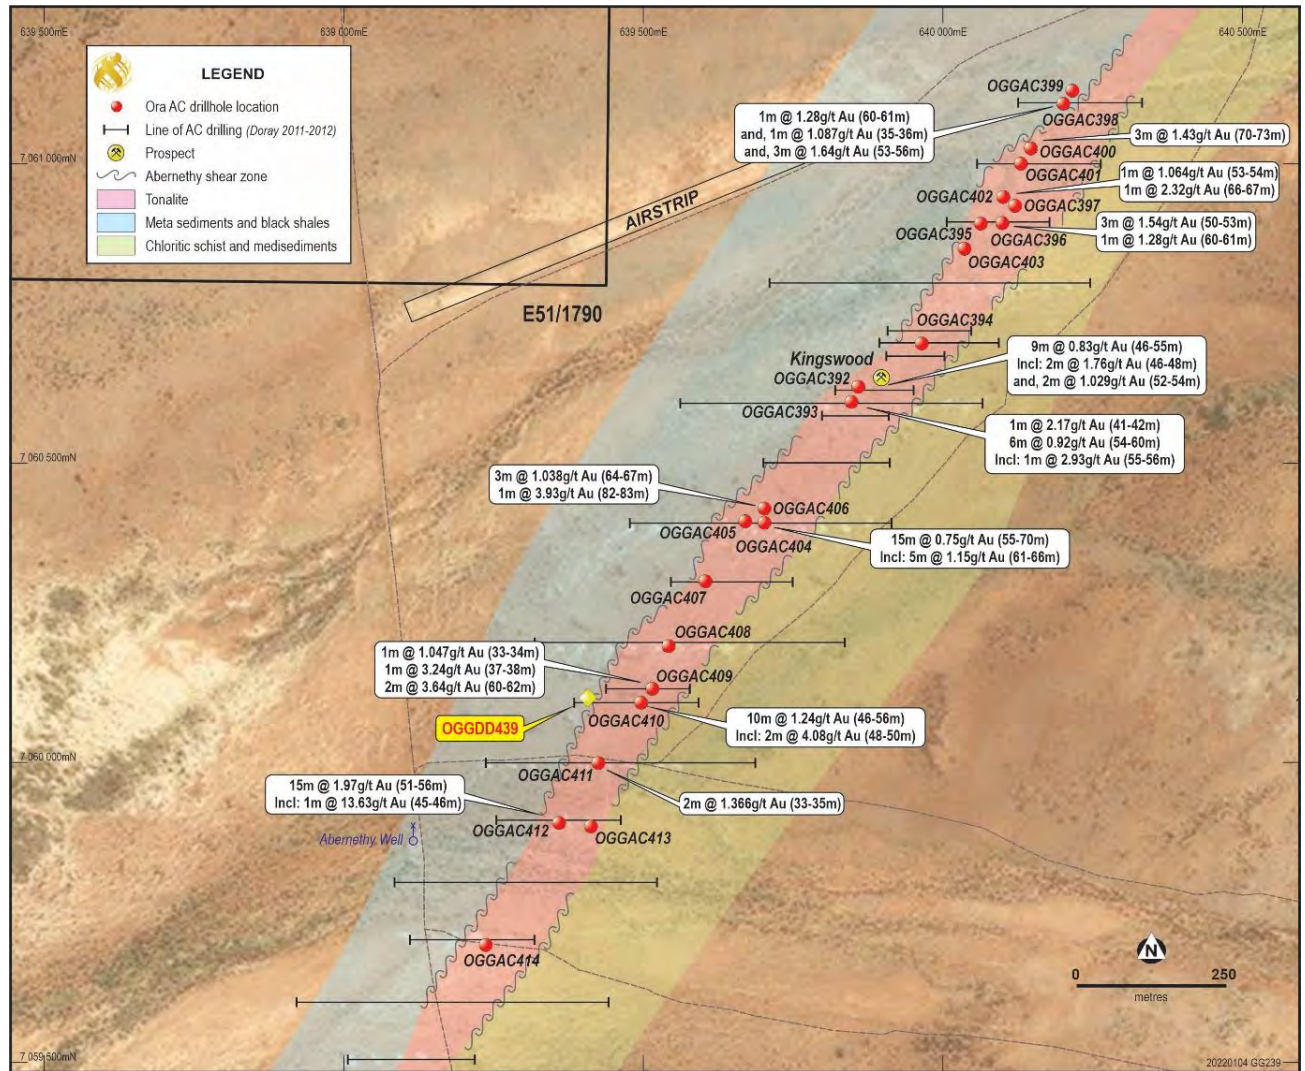 639 500mE
639 000mE
639 500mE
640 000mE
640 500mE
LEGEND
Ora AC drillhole location
Line of AC drilling (Doray 2011-2012)
Prospect
Abernethy shear zone
Tonalite
Meta sediments and black shales
Chloritic schist and medisediments
7 061 000mN
AIRSTRIP
E51/1790
OGGAC399
OGGAC398
1m @ 1.28g/t Au (60-61m)
and, 1m @ 1.087g/t Au (35-36m)
and, 3m @ 1.64g/t Au (53-56m)
3m @ 1.43g/t Au (70-73m)
OGGAC400
OGGAC401
1m @ 1.064g/t Au (53-54m)
1m @ 2.32g/t Au (66-67m)
OGGAC402
OGGAC397
3m @ 1.54g/t Au (50-53m)
1m @ 1.28g/t Au (60-61m)
OGGAC395
OGGAC396
OGGAC403
OGGAC394
Kingswood
9m @ 0.83g/t Au (46-55m)
Incl: 2m @ 1.76g/t Au (46-48m)
and, 2m @ 1.029g/t Au (52-54m)
OGGAC392
OGGAC393
1m @ 2.17g/t Au (41-42m)
6m @ 0.92g/t Au (54-60m)
Incl: 1m @ 2.93g/t Au (55-56m)
7 060 500mN
3m @ 1.038g/t Au (64-67m)
1m @ 3.93g/t Au (82-83m)
OGGAC406
OGGAC405
OGGAC404
15m @ 0.75g/t Au (55-70m)
Incl: 5m @ 1.15g/t Au (61-66m)
OGGAC407
OGGAC408
1m @ 1.047g/t Au (33-34m)
1m @ 3.24g/t Au (37-38m)
2m @ 3.64g/t Au (60-62m)
OGGAC409
OGGDD439
OGGAC410
10m @ 1.24g/t Au (46-56m)
Incl: 2m @ 4.08g/t Au (48-50m)
7 060 000mN
OGGAC411
15m @ 1.97g/t Au (51-56m)
Incl: 1m @ 13.63g/t Au (45-46m)
2m @ 1.366g/t Au (33-35m)
OGGAC412
OGGAC413
Abernethy Well
OGGAC414
N
0
250
metres
7 059 500mN
20220104 GG239